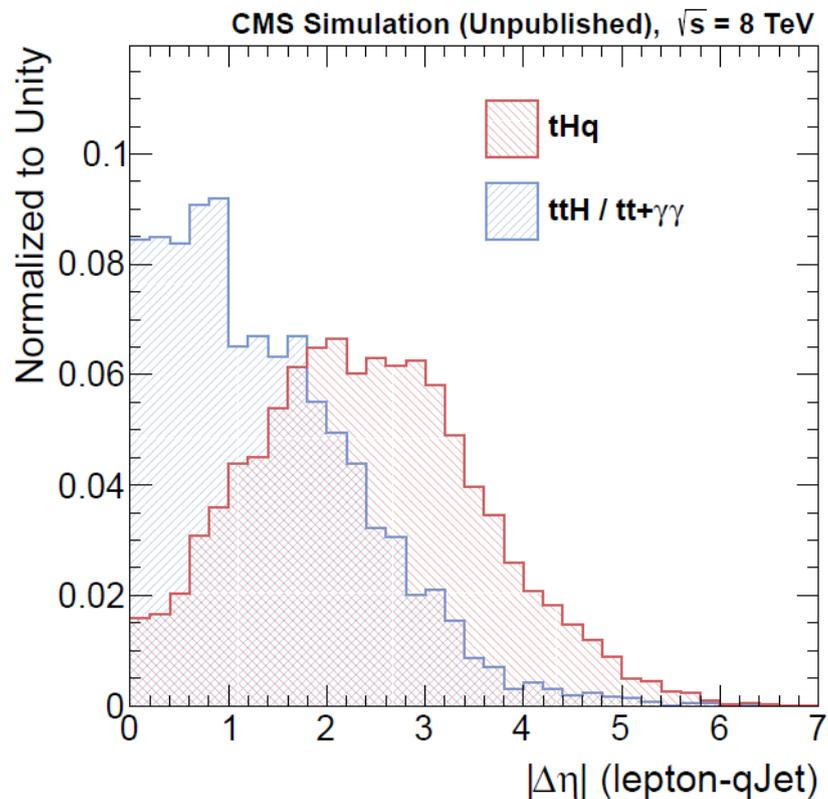 CMS Simulation (Unpublished), √s = 8 TeV
Normalized to Unity
tHq
ttH / tt+γγ
0.1
0.08
0.06
0.04
0.02
0
0 1 2 3 4 5 6 7
|Δη| (lepton-qJet)